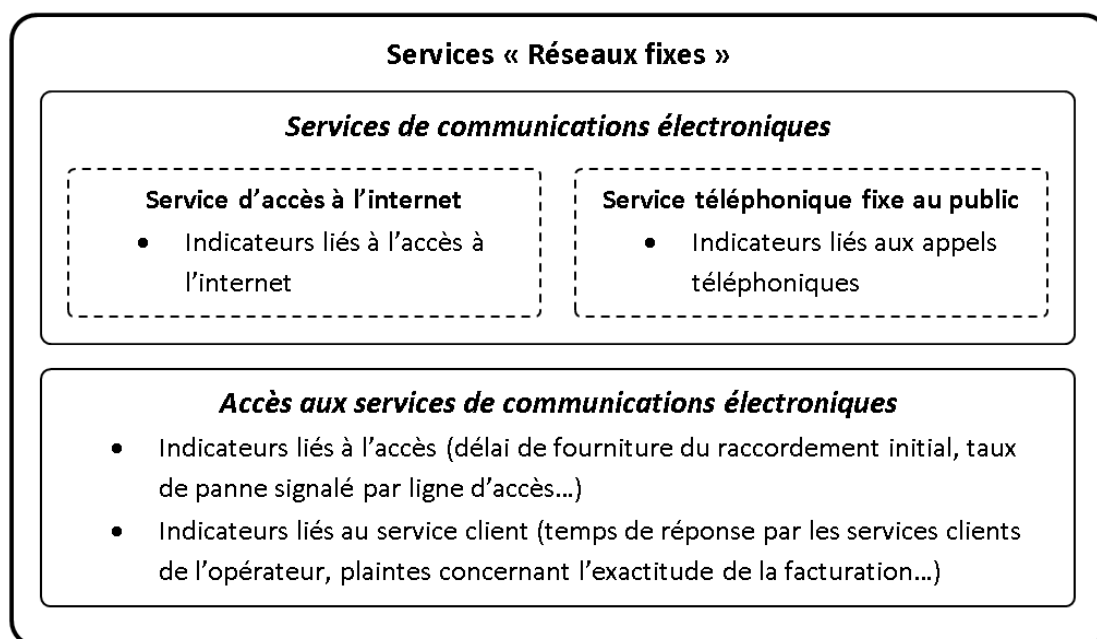 Services « Réseaux fixes »
Services de communications électroniques
Service d’accès à l’internet
• Indicateurs liés à l’accès à
l’internet
Service téléphonique fixe au public
• Indicateurs liés aux appels
téléphoniques
Accès aux services de communications électroniques
• Indicateurs liés à l’accès (délai de fourniture du raccordement initial, taux
de panne signalé par ligne d’accès…)
• Indicateurs liés au service client (temps de réponse par les services clients
de l’opérateur, plaintes concernant l’exactitude de la facturation…)